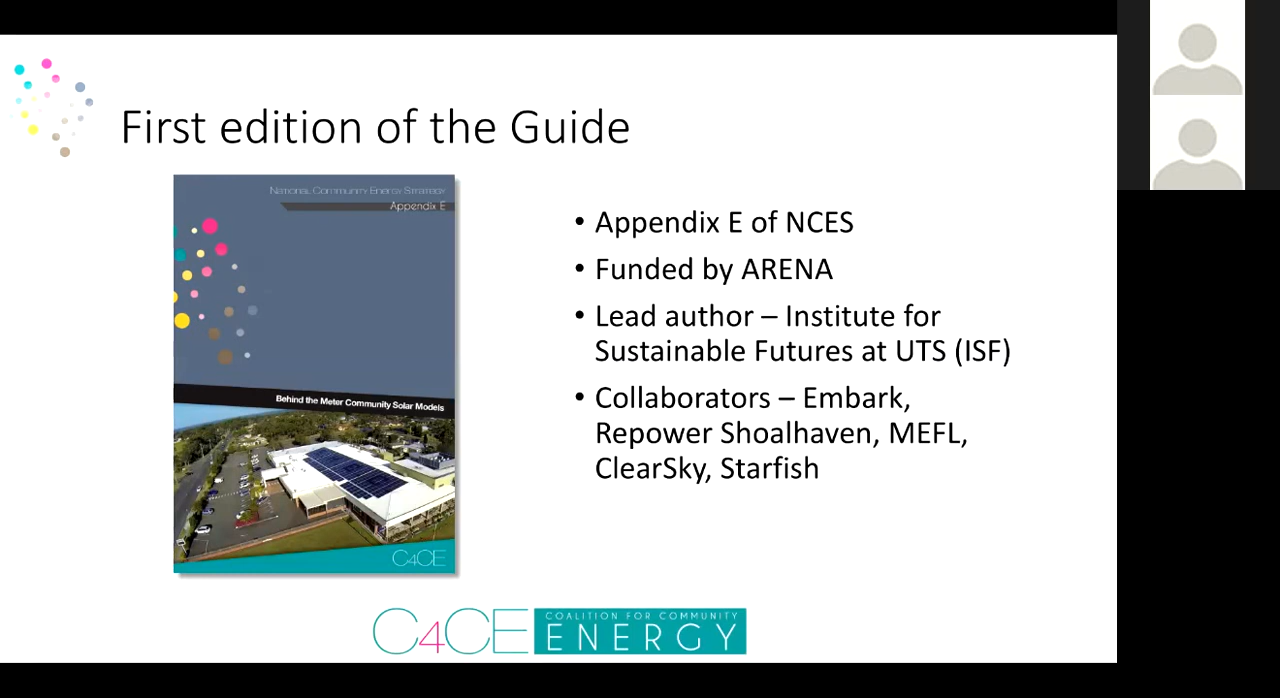 First edition of the Guide
National Community Energy Strategy
Appendix E
Behind the Meter Community Solar Models
C4CE
• Appendix E of NCES
• Funded by ARENA
• Lead author – Institute for
Sustainable Futures at UTS (ISF)
• Collaborators – Embark,
Repower Shoalhaven, MEFL,
ClearSky, Starfish
C4CE COALITION FOR COMMUNITY
ENERGY